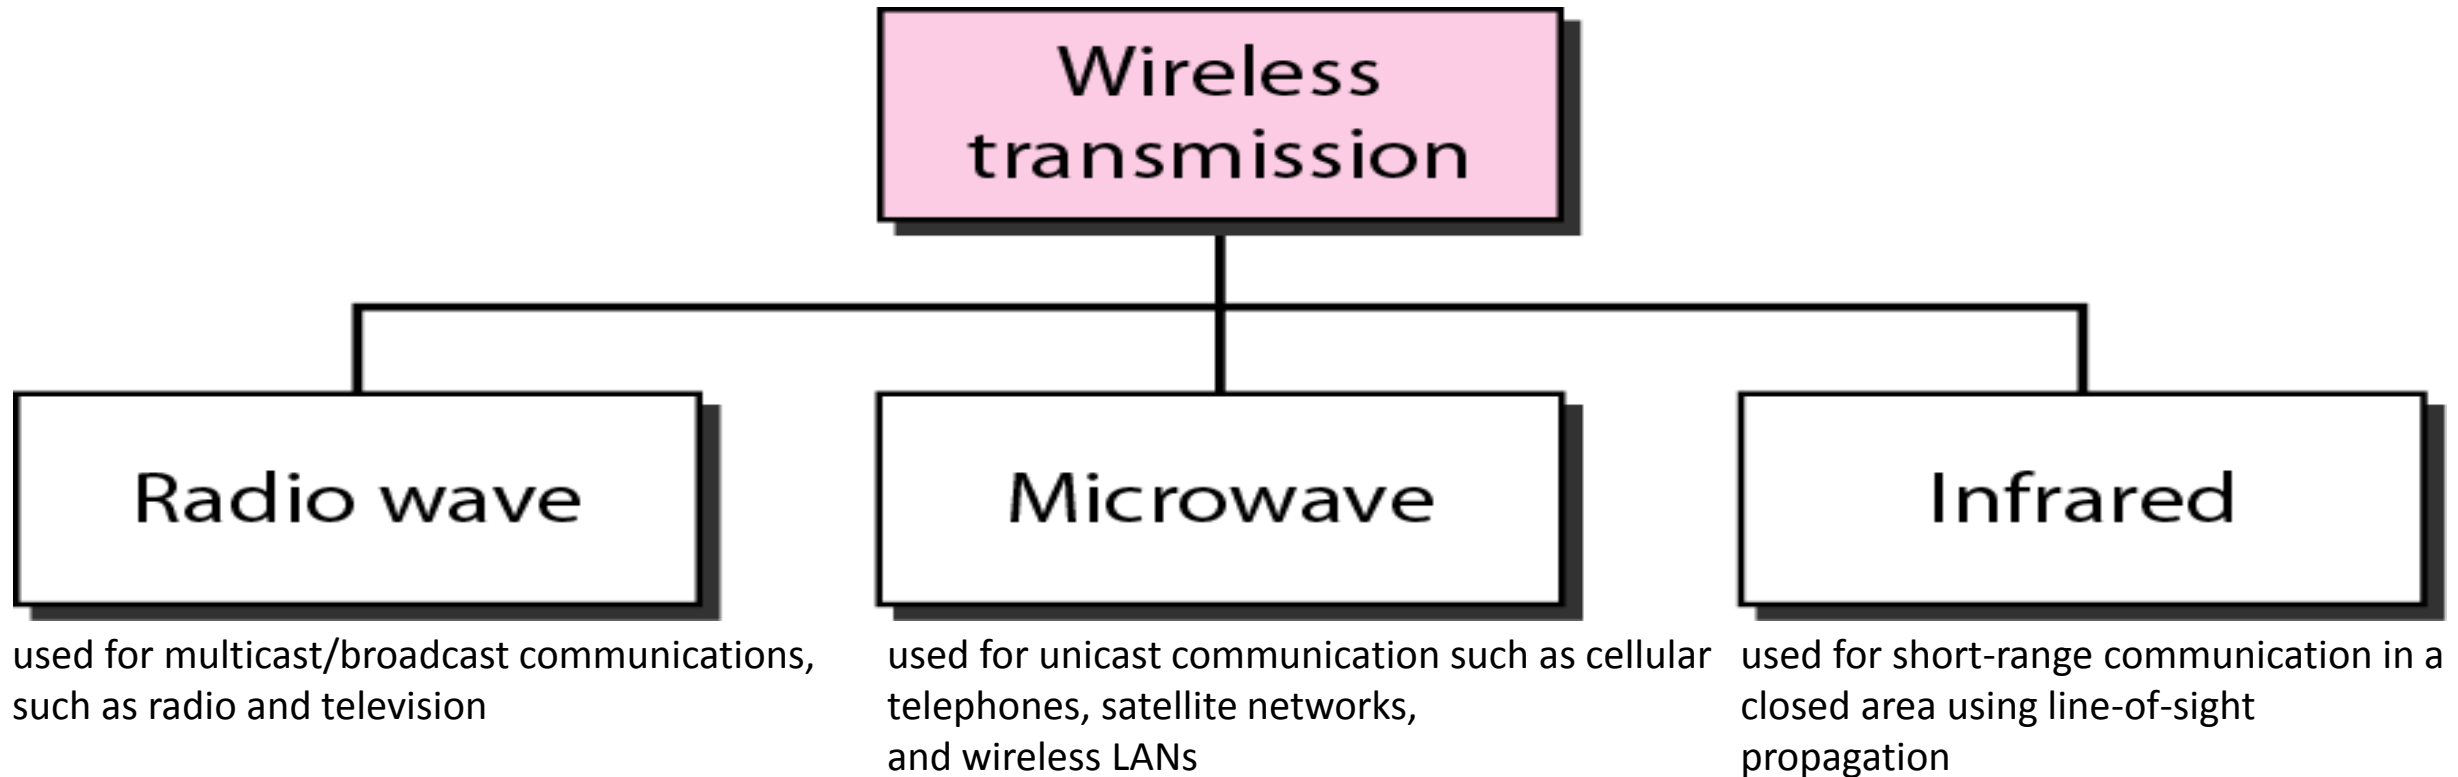 Wireless
transmission
Radio wave
Microwave
Infrared
used for multicast/broadcast communications,
such as radio and television
used for unicast communication such as cellular
telephones, satellite networks,
and wireless LANs
used for short-range communication in a
closed area using line-of-sight
propagation